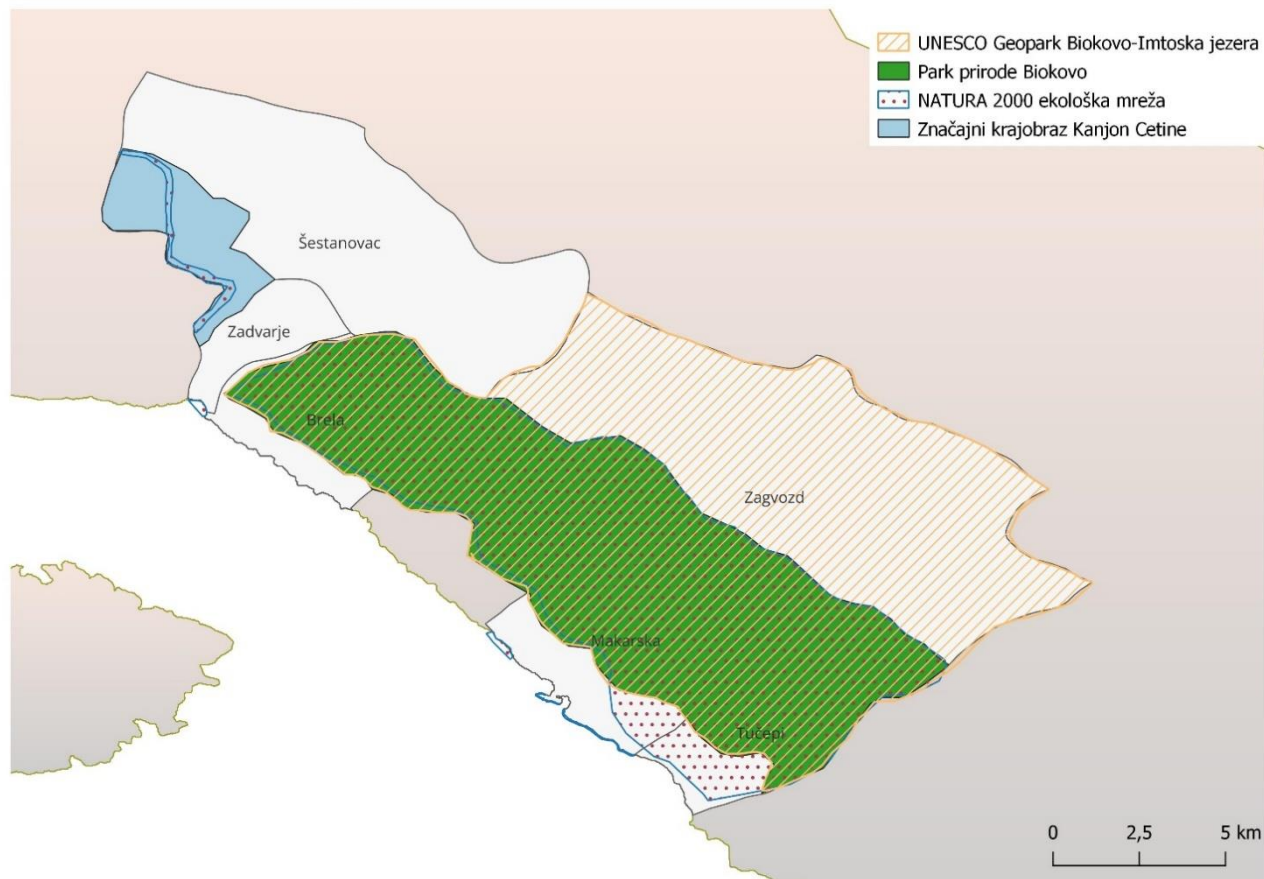 UNESCO Geopark Biokovo-Imtoska jezera
Park prirode Biokovo
NATURA 2000 ekološka mreža
Značajni krajobraz Kanjon Cetine
Šestanovac
Zadvarje
Brela
Zagvozd
Makarska
Tučepi
0 2,5 5 km